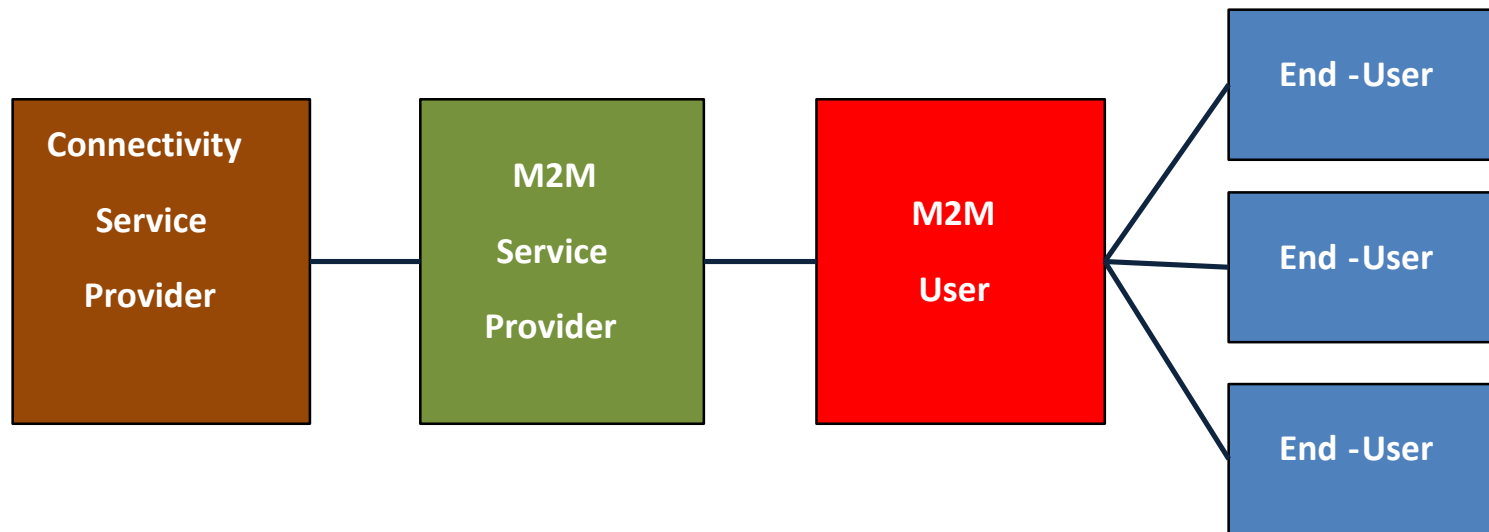 Connectivity
Service
Provider
M2M
Service
Provider
M2M
User
End -User
End -User
End -User